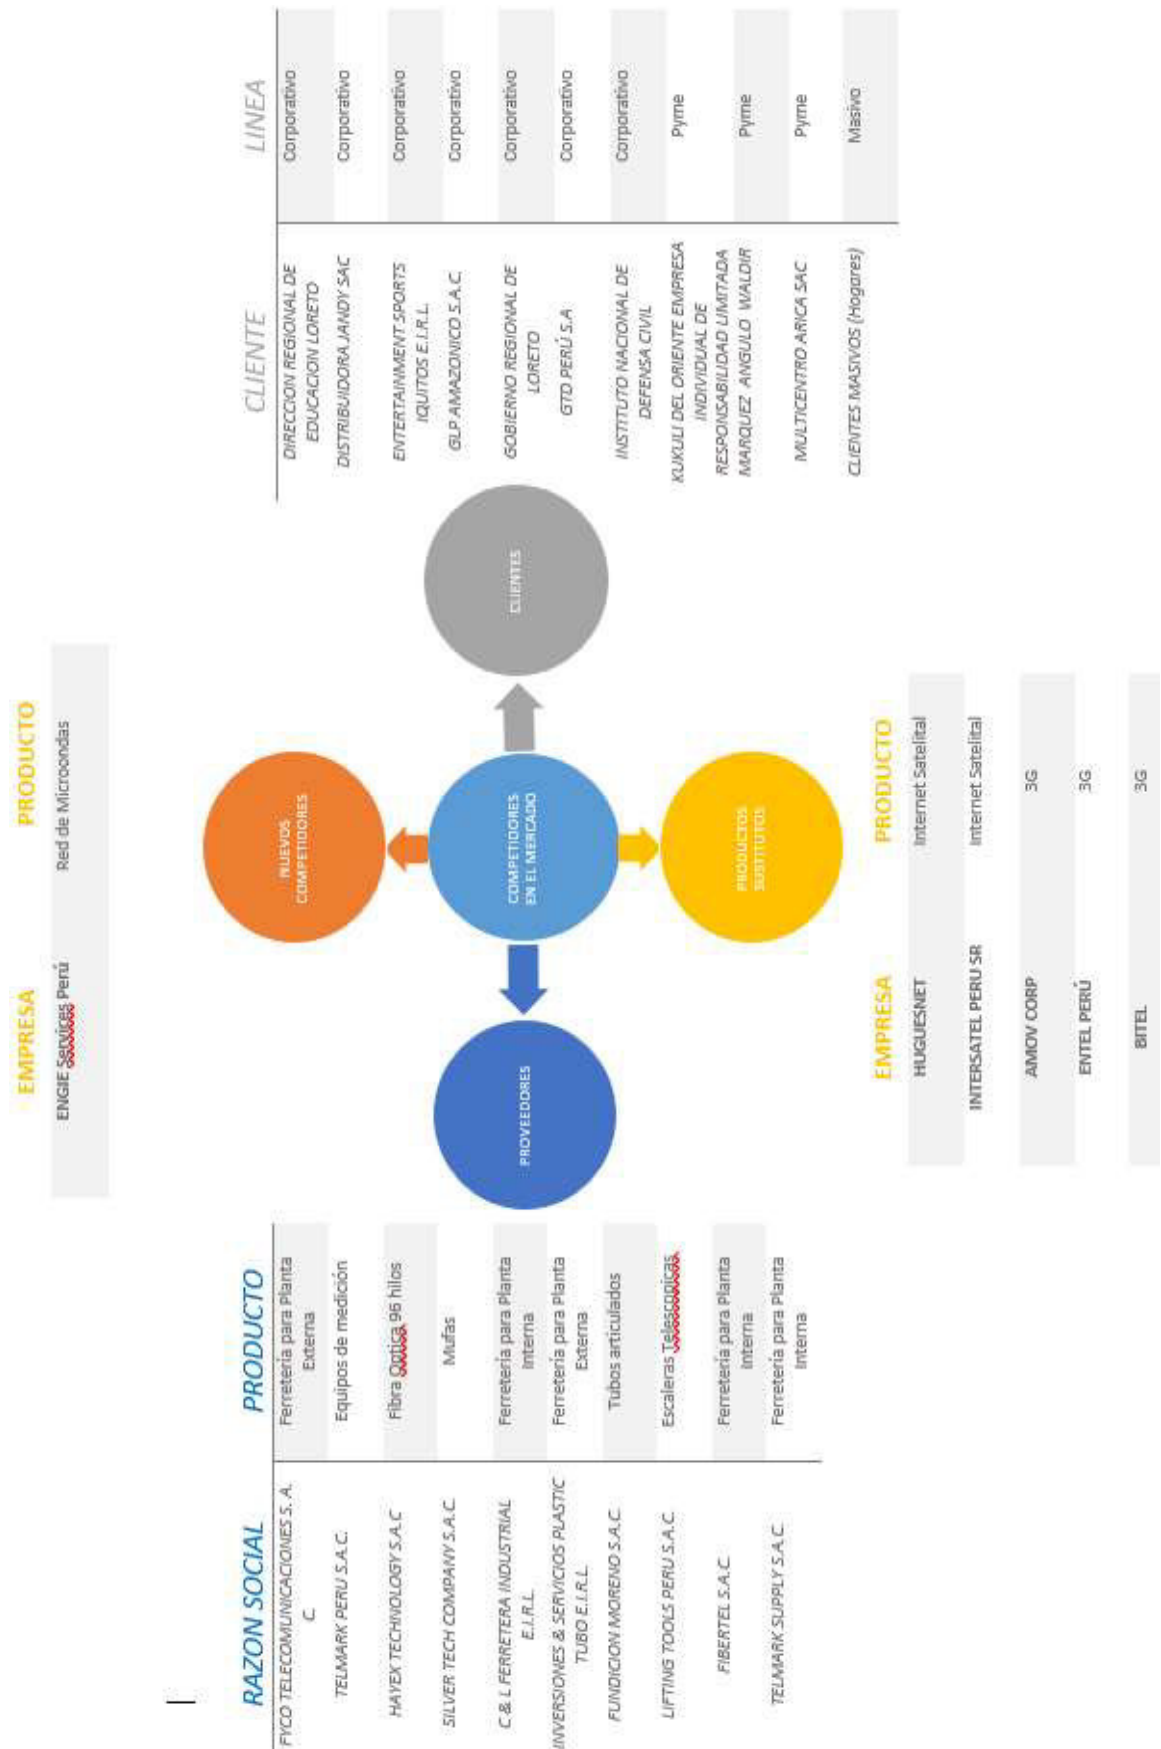 EMPRESA PRODUCTO
ENGIE Services Perú Red de Microondas
RAZON SOCIAL PRODUCTO
FYCO TELECOMUNICACIONES S. A. Ferreteria para Planta
C. Externa
TELMARK PERU S.A.C. Equipos de medición
HAYEX TECHNOLOGY S.A.C Fibra Optica 96 hilos
SILVER TECH COMPANY S.A.C. Mufas
C & L FERRETERA INDUSTRIAL Ferreteria para Planta
E.I.R.L. Interna
INVERSIONES & SERVICIOS PLASTIC Ferreteria para Planta
TUBO E.I.R.L. Externa
FUNDICION MORENO S.A.C. Tubos articulados
LIFTING TOOLS PERU S.A.C. Escaleras Telescopicas
FIBERTEL S.A.C. Ferreteria para Planta
Interna
TELMARK SUPPLY S.A.C. Ferreteria para Planta
Interna
NUEVOS
COMPETIDORES
PROVEEDORES
COMPETIDORES
EN EL MERCADO
CLIENTES
PRODUCTOS
SUSTITUTOS
CLIENTE LINEA
DIRECCION REGIONAL DE Corporativo
EDUCACION LORETO
DISTRIBUIDORA JANDY SAC Corporativo
ENTERTAINMENT SPORTS Corporativo
IQUITOS E.I.R.L.
GLP AMAZONICO S.A.C. Corporativo
GOBIERNO REGIONAL DE Corporativo
LORETO
GTD PERÚ S.A Corporativo
INSTITUTO NACIONAL DE Corporativo
DEFENSA CIVIL
KUKULI DEL ORIENTE EMPRESA Pyme
INDIVIDUAL DE
RESPONSABILIDAD LIMITADA
MARQUEZ ANGULO WALDIR Pyme
MULTICENTRO ARICA SAC Pyme
CLIENTES MASIVOS (Hogares) Masivo
EMPRESA PRODUCTO
HUGUESNET Internet Satelital
INTERSATEL PERU SR Internet Satelital
AMOV CORP 3G
ENTEL PERÚ 3G
BITEL 3G